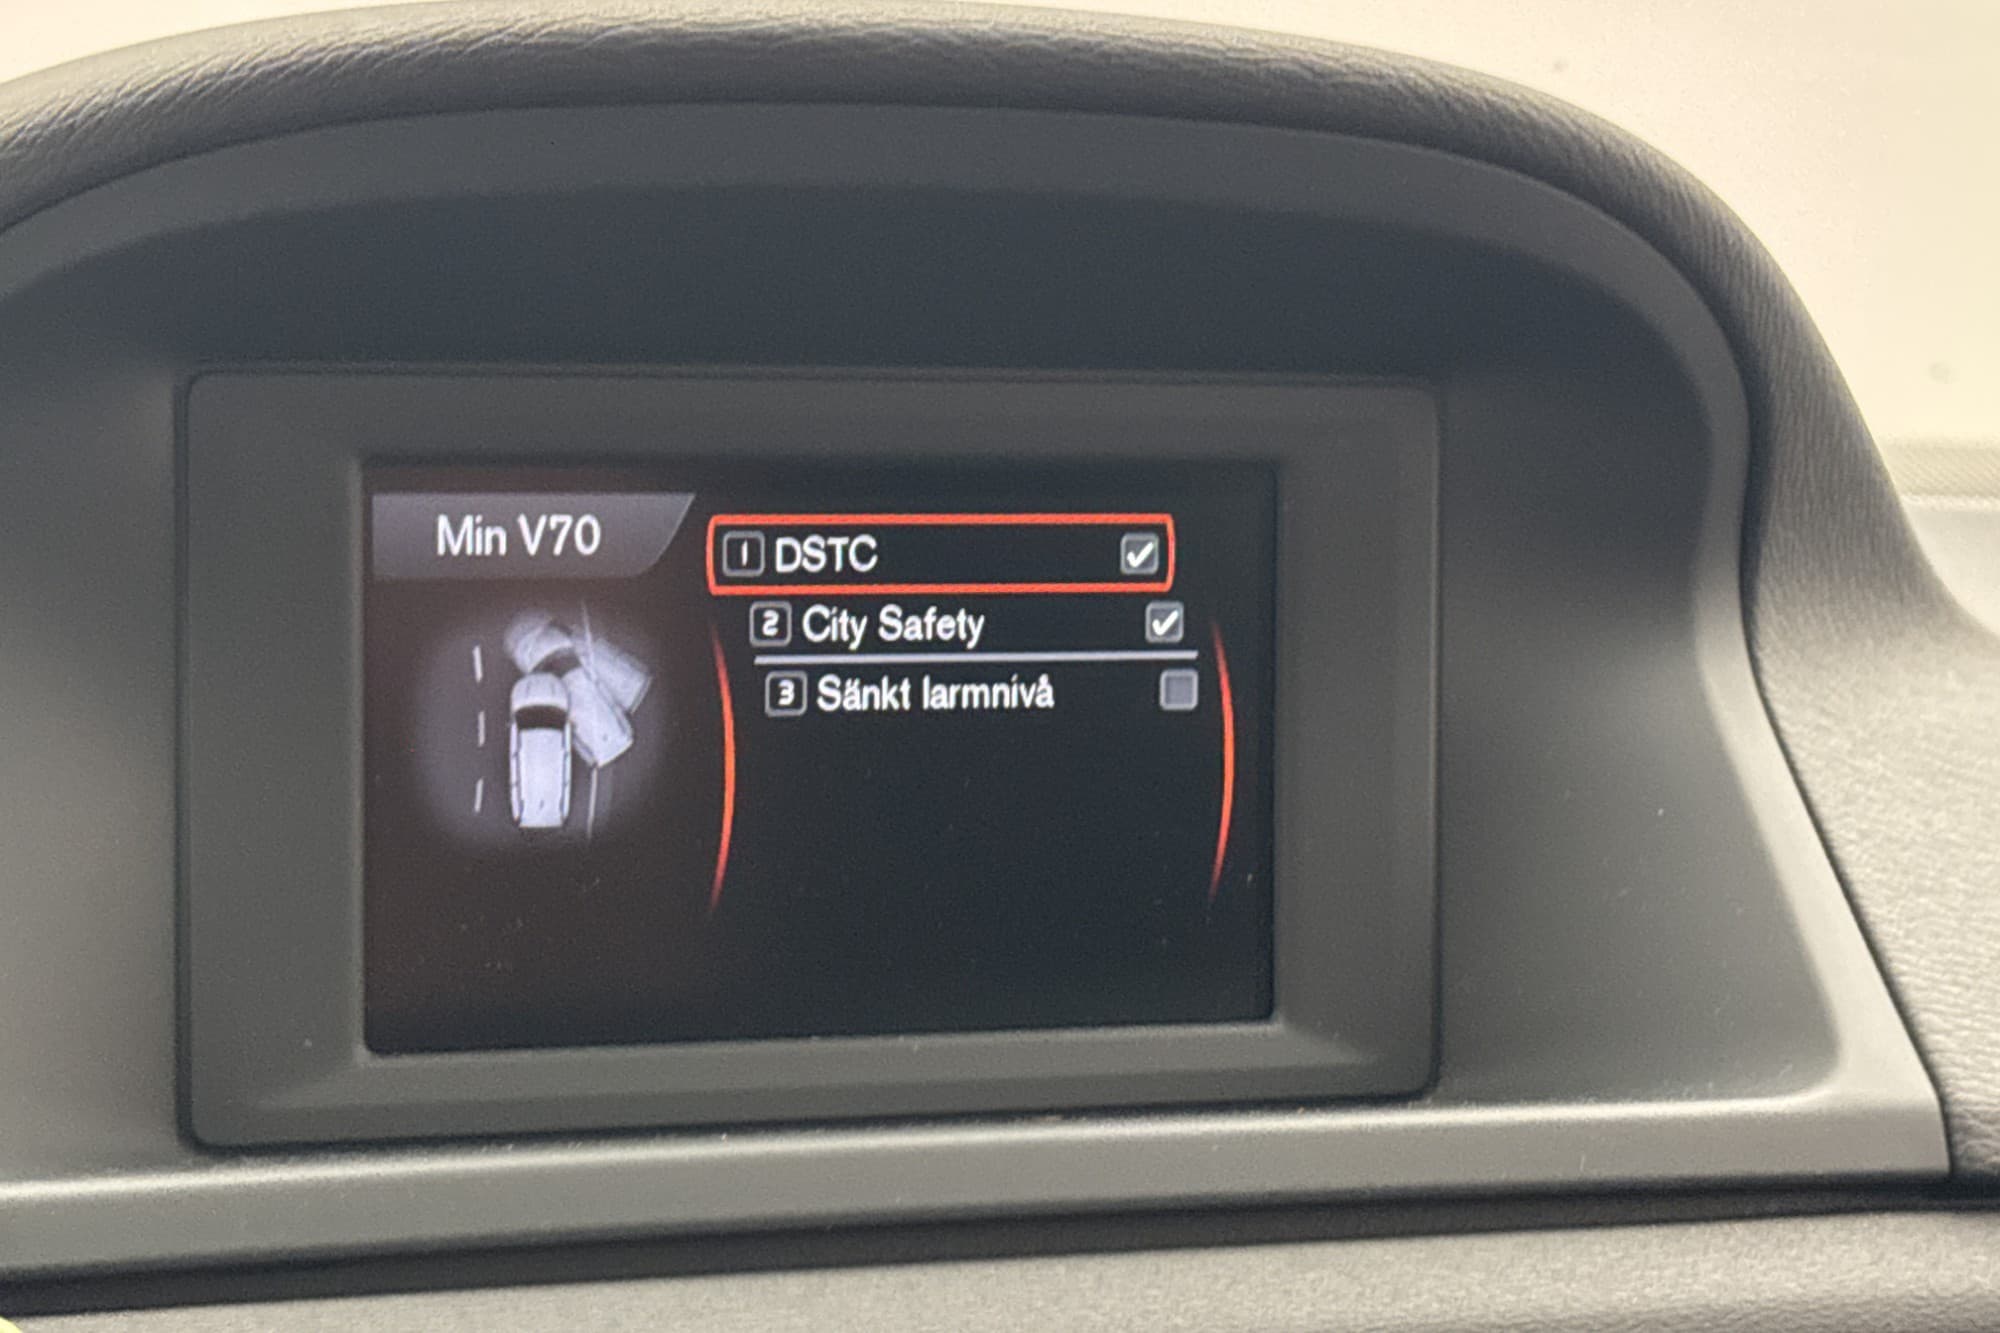 Min V70
1 DSTC
2 City Safety
3 Sänkt larmnivå